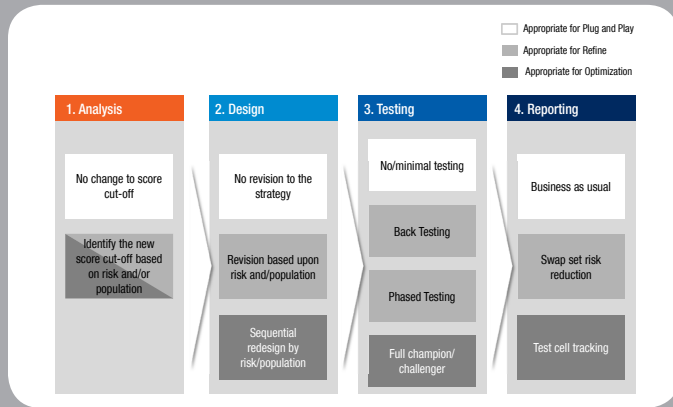 Appropriate for Plug and Play
Appropriate for Refine
Appropriate for Optimization
1. Analysis
No change to score
cut-off
Identify the new
score cut-off based
on risk and/or
population
2. Design
No revision to the
strategy
Revision based upon
risk and/population
Sequential
redesign by
risk/population
3. Testing
No/minimal testing
Back Testing
Phased Testing
Full champion/
challenger
4. Reporting
Business as usual
Swap set risk
reduction
Test cell tracking